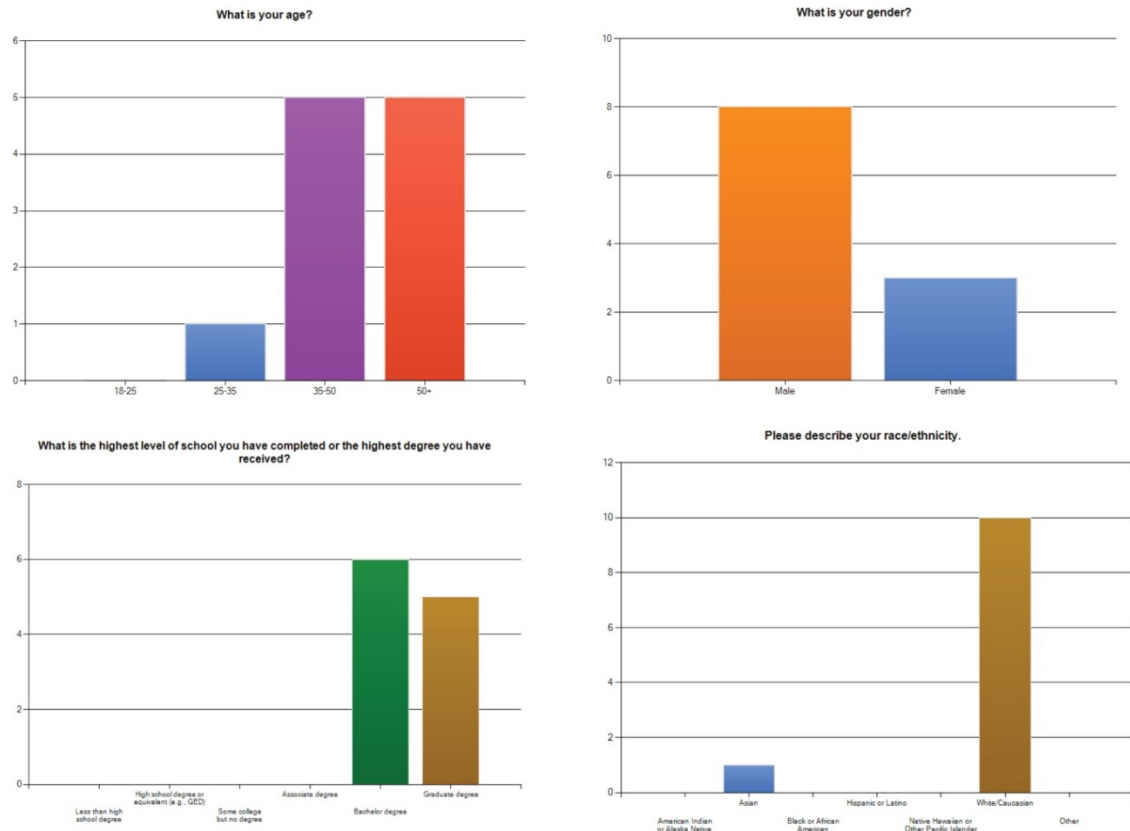 What is your age?
6
5
4
3
2
1
0
18-25
25-35
35-50
50+
What is your gender?
10
8
6
4
2
0
Male
Female
What is the highest level of school you have completed or the highest degree you have
received?
8
6
4
2
0
Less than high
school degree
High school degree or
equivalent (e.g., GED)
Some college
but no degree
Associate degree
Bachelor degree
Graduate degree
Please describe your race/ethnicity.
12
10
8
6
4
2
0
American Indian
or Alaska Native
Asian
Black or African
American
Hispanic or Latino
Native Hawaiian or
Other Pacific Islander
White/Caucasian
Other